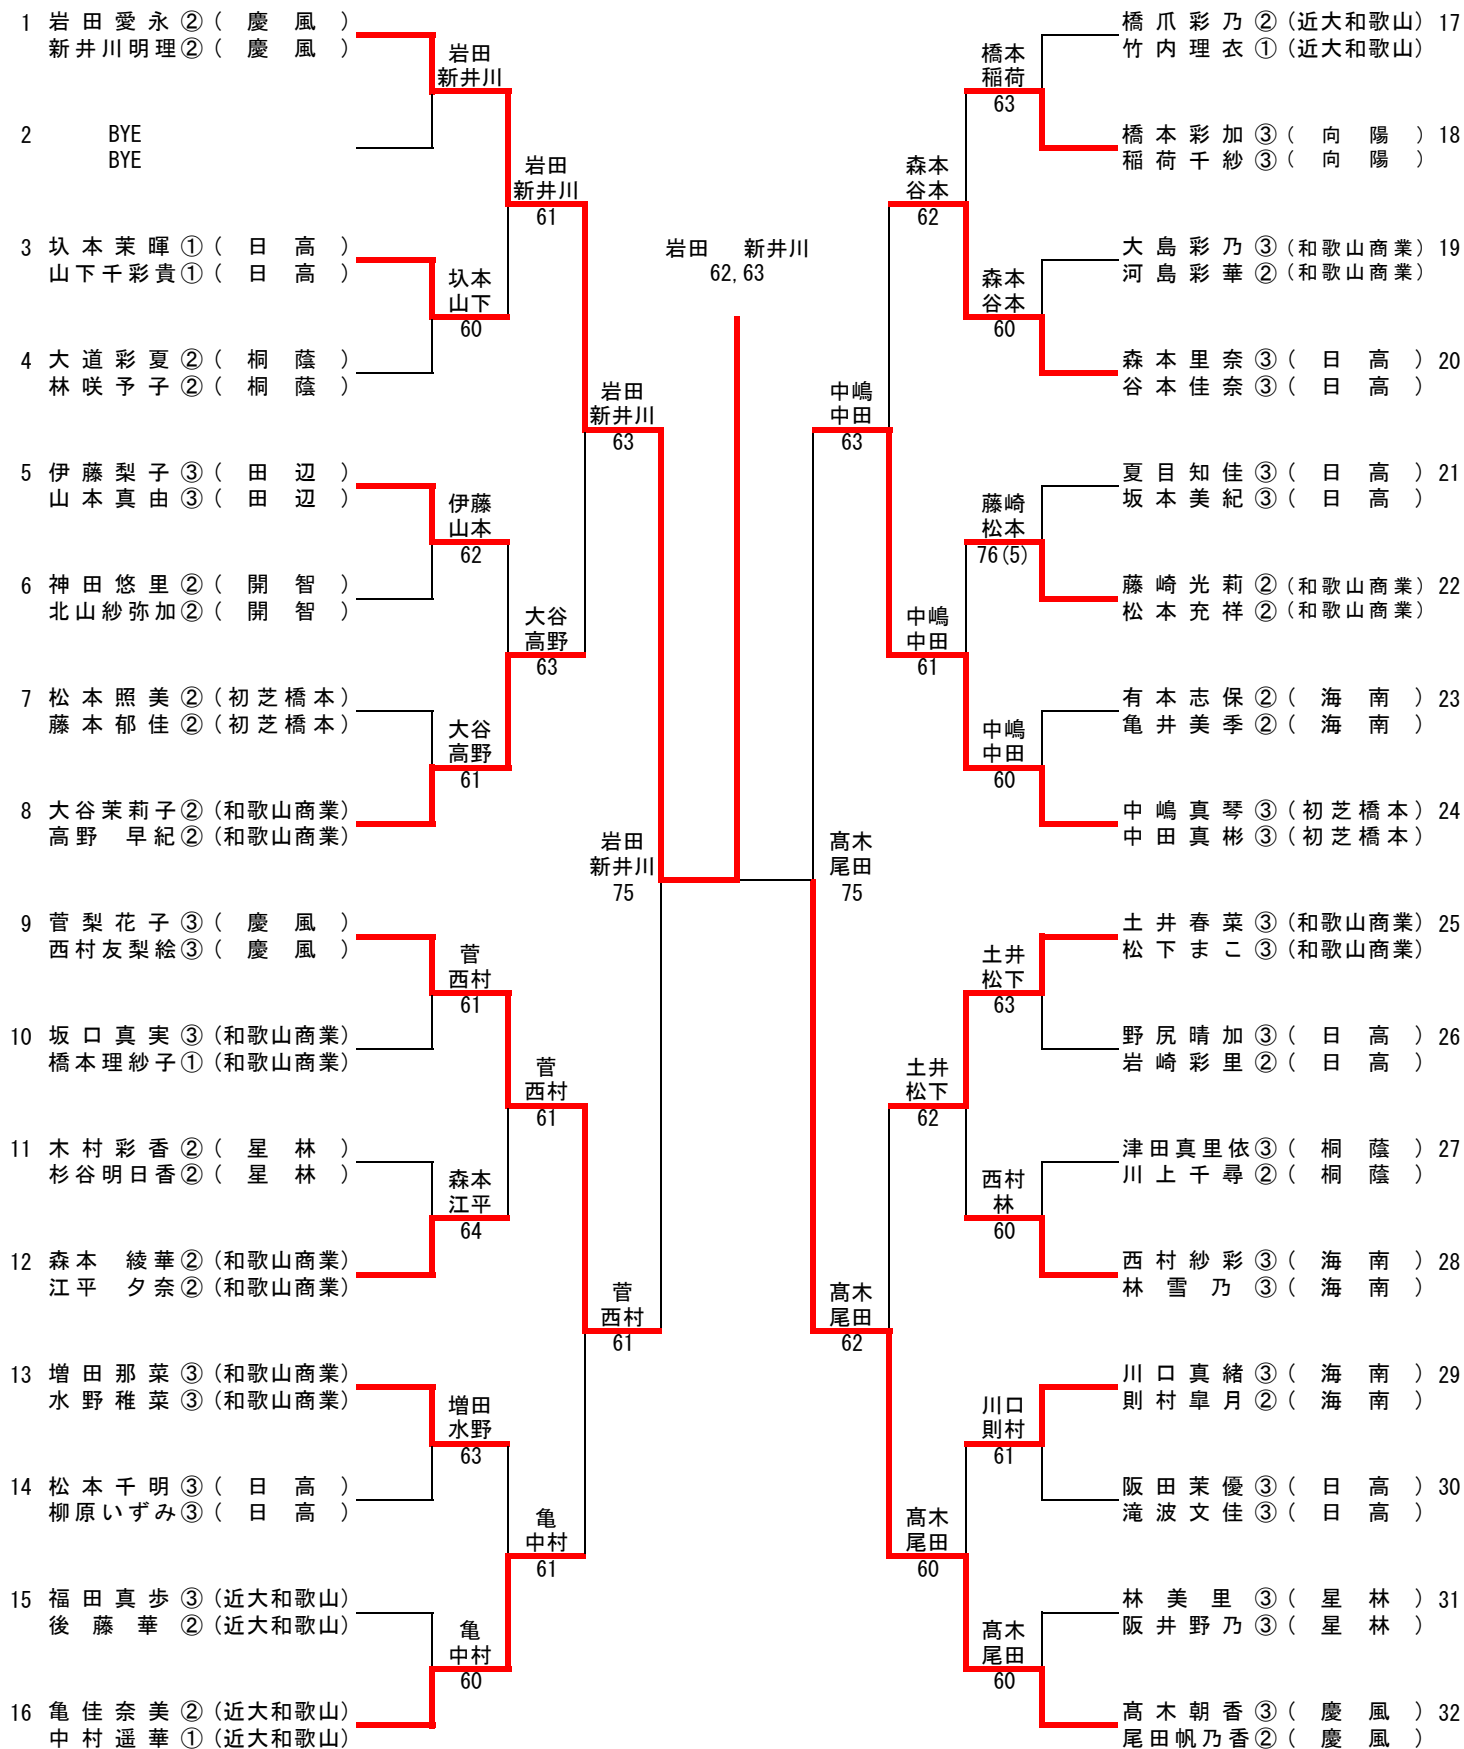 1 岩田愛永②(慶風)
新井川明理②(慶風)
2 BYE
BYE
3 圦本茉暉①(日高)
山下千彩貴①(日高)
4 大道彩夏②(桐蔭)
林咲予子②(桐蔭)
5 伊藤梨子③(田辺)
山本真由③(田辺)
6 神田悠里②(開智)
北山紗弥加②(開智)
7 松本照美②(初芝橋本)
藤本郁佳②(初芝橋本)
8 大谷茉莉子②(和歌山商業)
高野 早紀②(和歌山商業)
9 菅梨花子③(慶風)
西村友梨絵③(慶風)
10 坂口真実③(和歌山商業)
橋本理紗子①(和歌山商業)
11 木村彩香②(星林)
杉谷明日香②(星林)
12 森本 綾華②(和歌山商業)
江平 夕奈②(和歌山商業)
13 増田那菜③(和歌山商業)
水野稚菜③(和歌山商業)
14 松本千明③(日高)
柳原いずみ③(日高)
15 福田真歩③(近大和歌山)
後藤華②(近大和歌山)
16 亀佳奈美②(近大和歌山)
中村遥華①(近大和歌山)
岩田
新井川
圦本
山下
60
伊藤
山本
62
大谷
高野
61
菅
西村
61
森本
江平
64
増田
水野
63
亀
中村
60
岩田
新井川
61
大谷
高野
63
菅
西村
61
亀
中村
61
岩田
新井川
63
菅
西村
61
岩田
新井川
75
岩田 新井川
62,63
髙木
尾田
75
中嶋
中田
63
髙木
尾田
62
森本
谷本
62
中嶋
中田
61
土井
松下
62
髙木
尾田
60
橋本
稲荷
63
森本
谷本
60
藤崎
松本
76(5)
中嶋
中田
60
土井
松下
63
西村
林
60
川口
則村
61
髙木
尾田
60
橋爪彩乃②(近大和歌山) 17
竹内理衣①(近大和歌山)
橋本彩加③(向陽) 18
稲荷千紗③(向陽)
大島彩乃③(和歌山商業) 19
河島彩華②(和歌山商業)
森本里奈③(日高) 20
谷本佳奈③(日高)
夏目知佳③(日高) 21
坂本美紀③(日高)
藤崎光莉②(和歌山商業) 22
松本充祥②(和歌山商業)
有本志保②(海南) 23
亀井美季②(海南)
中嶋真琴③(初芝橋本) 24
中田真彬③(初芝橋本)
土井春菜③(和歌山商業) 25
松下まこ③(和歌山商業)
野尻晴加③(日高) 26
岩崎彩里②(日高)
津田真里依③(桐蔭) 27
川上千尋②(桐蔭)
西村紗彩③(海南) 28
林雪乃③(海南)
川口真緒③(海南) 29
則村皐月②(海南)
阪田茉優③(日高) 30
滝波文佳③(日高)
林美里③(星林) 31
阪井野乃③(星林)
髙木朝香③(慶風) 32
尾田帆乃香②(慶風)